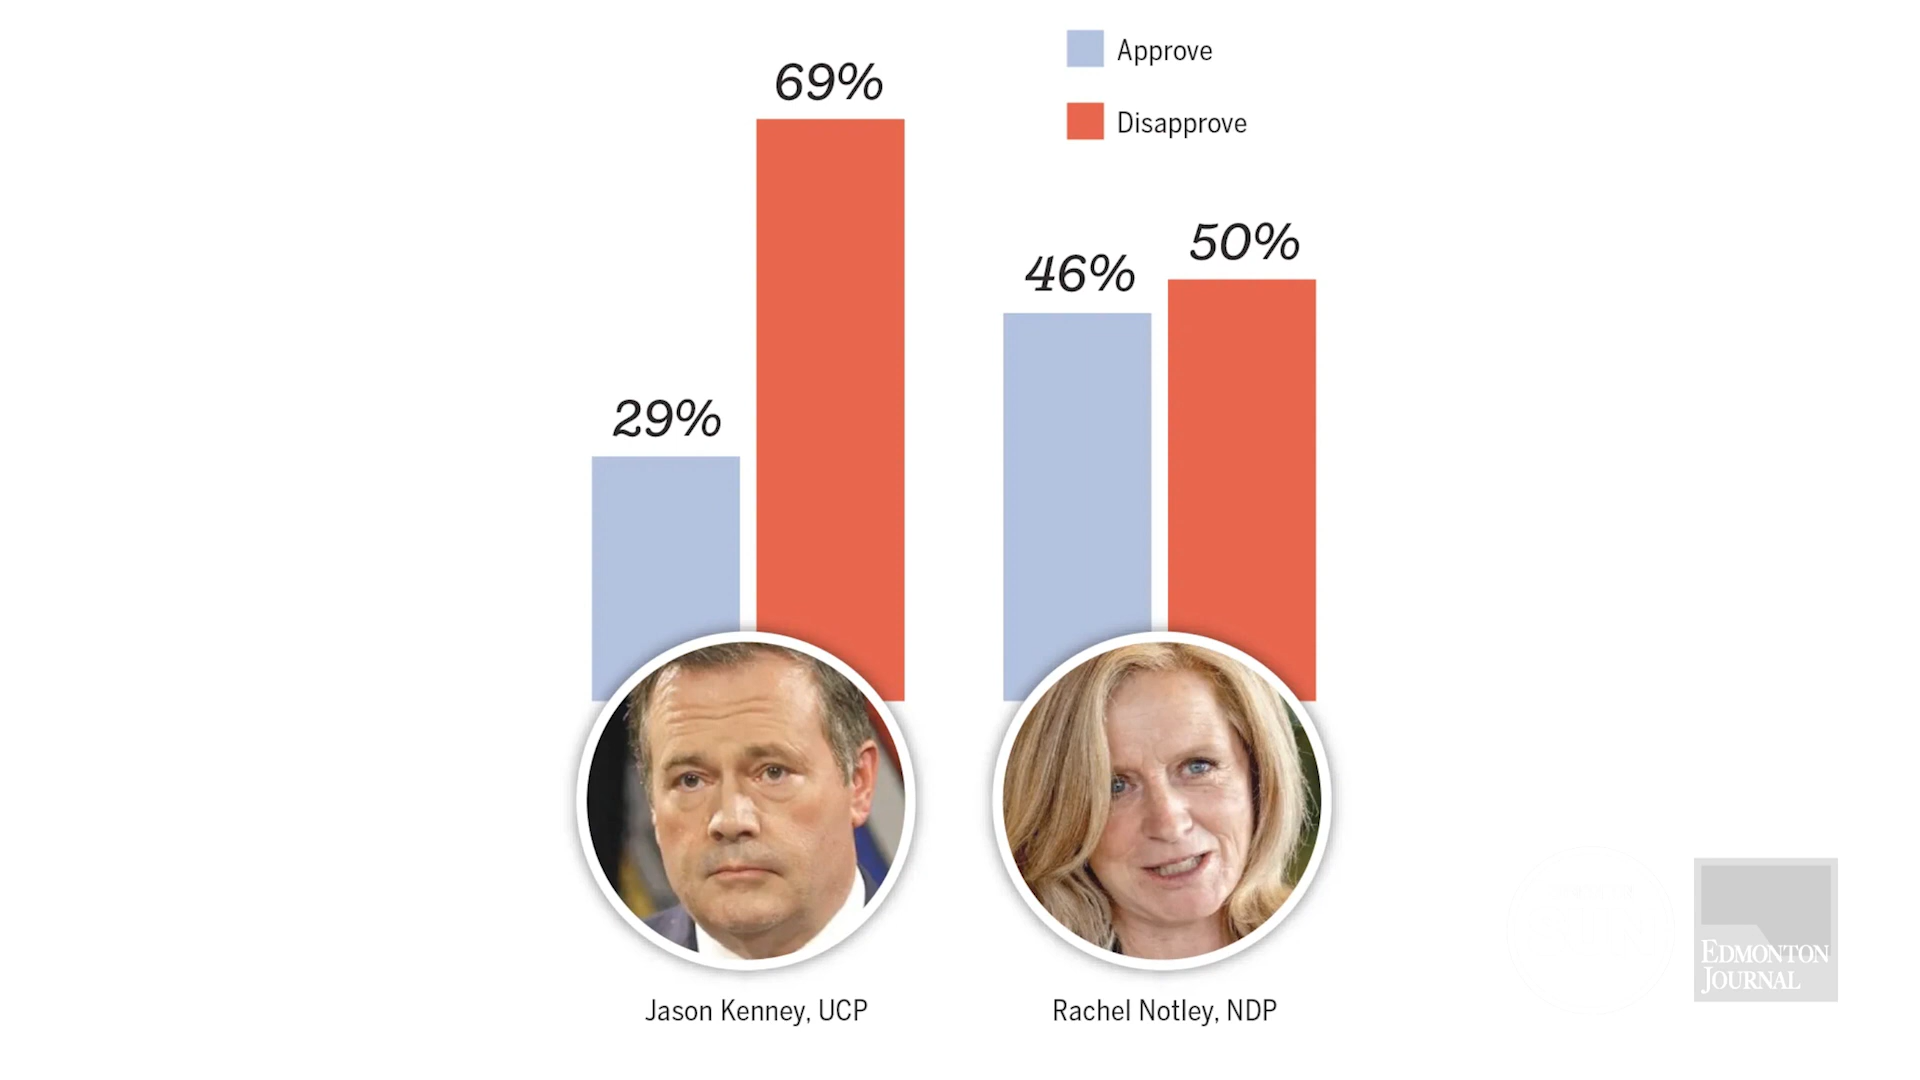 Approve
Disapprove
69%
50%
46%
29%
Jason Kenney, UCP
Rachel Notley, NDP
EDMONTON
JOURNAL